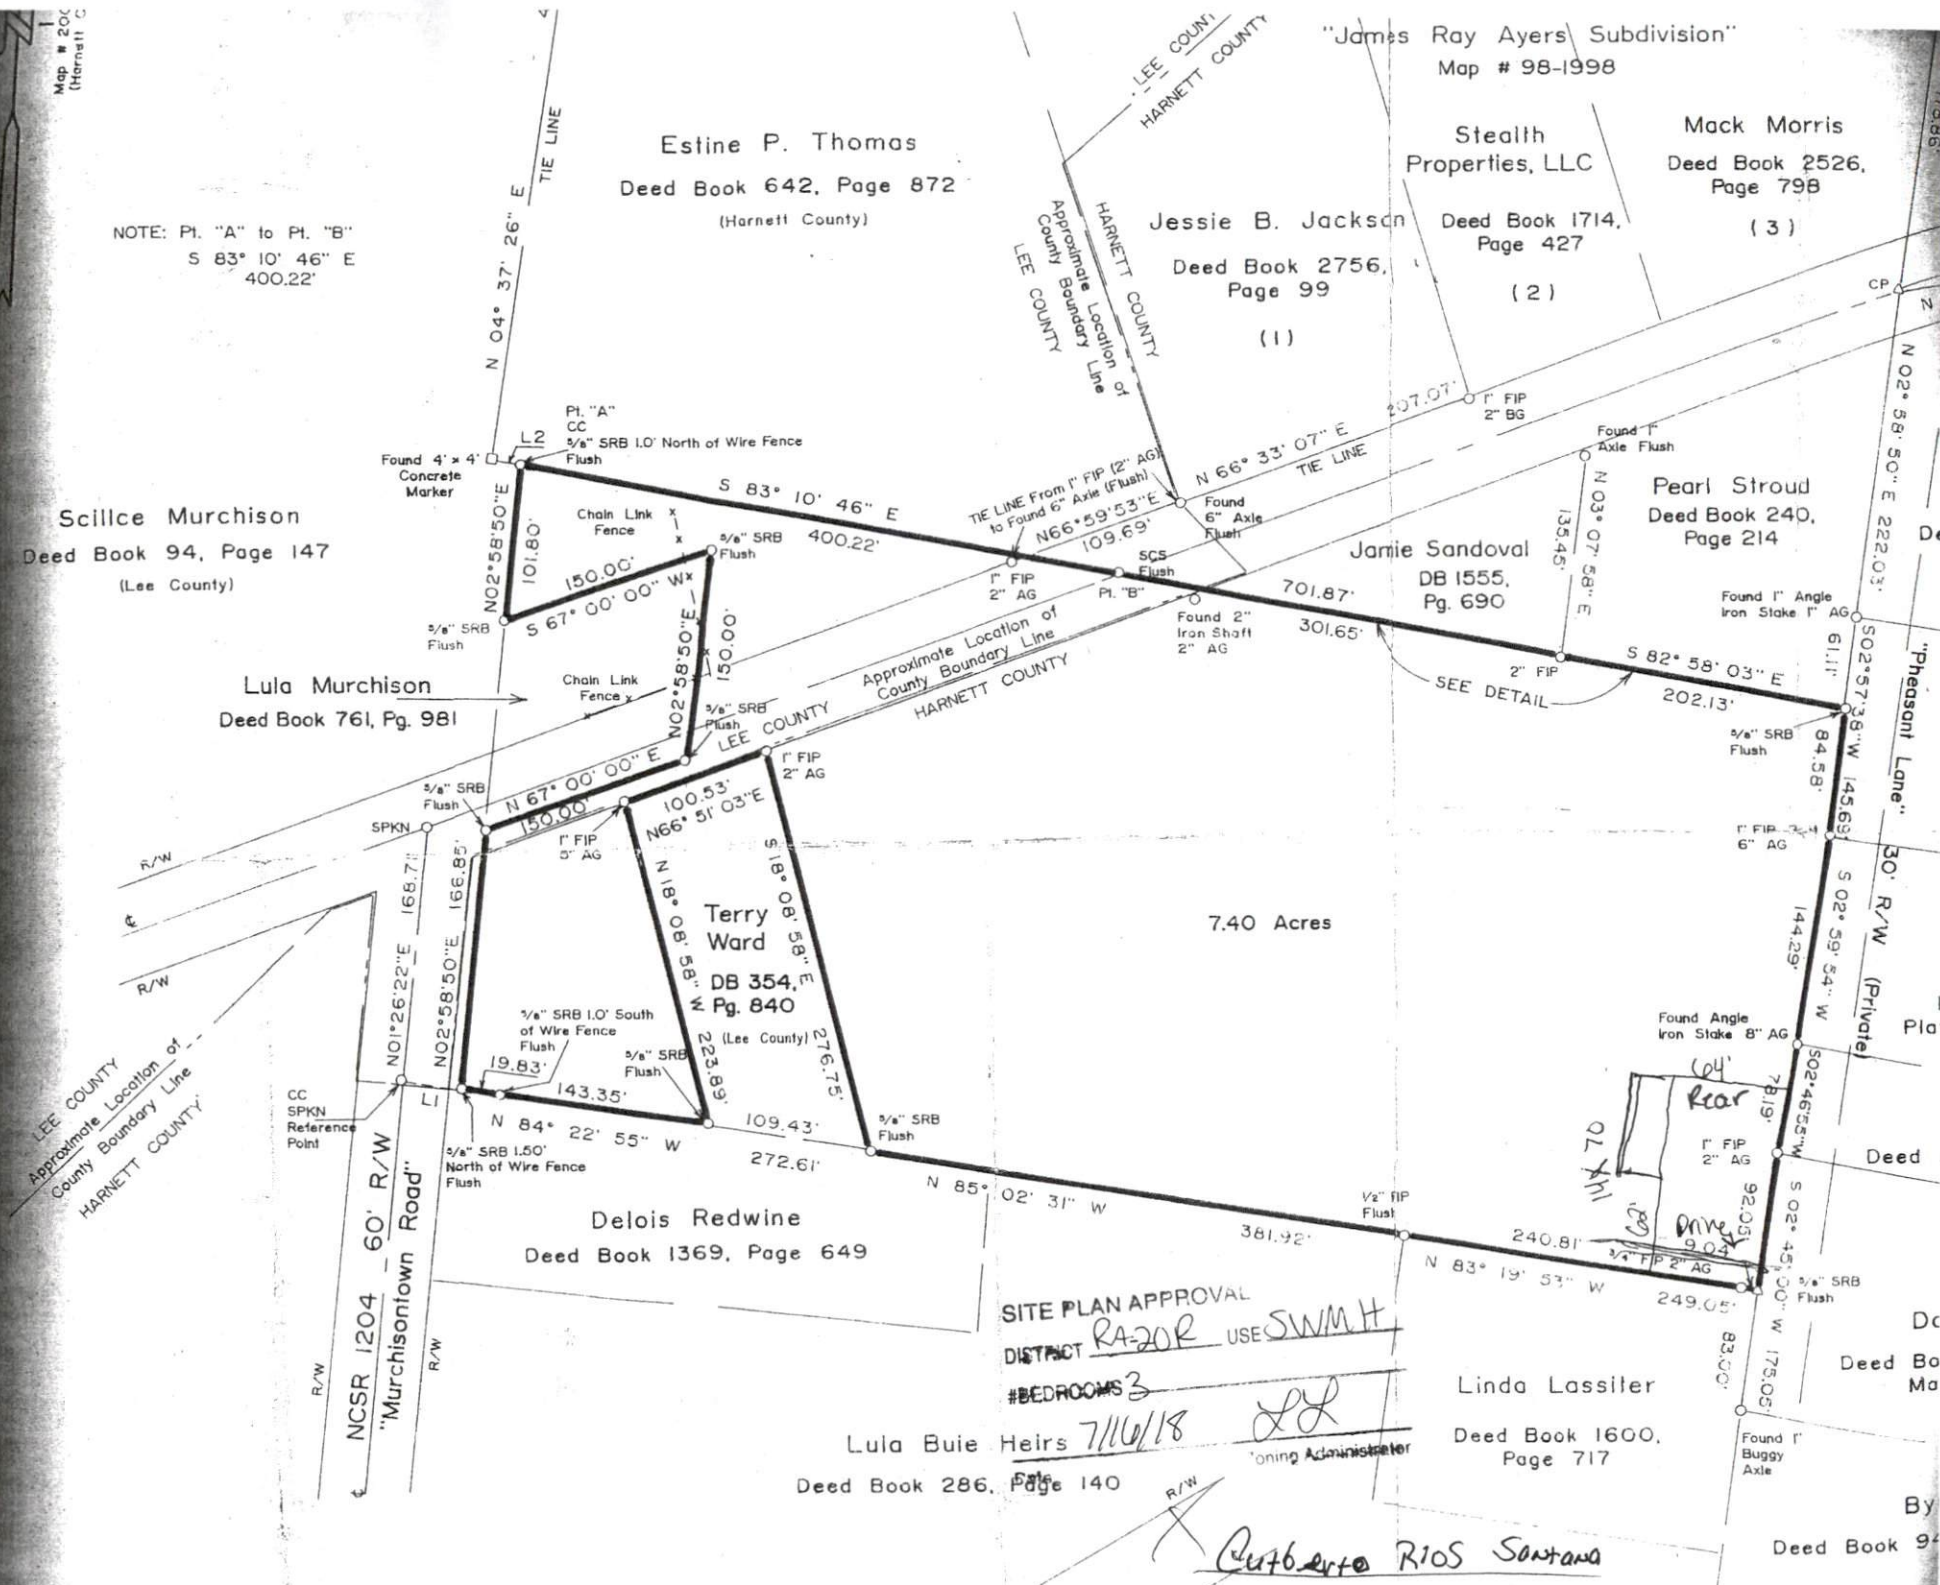 Map # 200
(Harnett C
"James Ray Ayers Subdivision"
Map # 98-1998
LEE COUNTY
HARNETT COUNTY
TIE LINE
N 04° 37' 26" E
Estine P. Thomas
Deed Book 642, Page 872
(Harnett County)
NOTE: Pt. "A" to Pt. "B"
S 83° 10' 46" E
400.22'
Stealth
Properties, LLC
Deed Book 1714,
Page 427
(2)
Mack Morris
Deed Book 2526,
Page 798
(3)
Jessie B. Jackson
Deed Book 2756,
Page 99
(1)
HARNETT COUNTY
Approximate Location of
County Boundary Line
LEE COUNTY
CP
N 02° 58' 50" E 222.03'
207.07'
N 66° 33' 07" E
TIE LINE
1" FIP
2" BG
Found 1"
Axle Flush
N 03° 07' 58" E
135.45'
Pearl Stroud
Deed Book 240,
Page 214
Jamie Sandoval
DB 1555,
Pg. 690
Found 1" Angle
Iron Stake 1" AG
61.11'
S02°57'38"W 145.69'
84.58'
"Pheasant Lane"
30' R/W (Private)
Pt. "A"
CC
5/8" SRB 1.0' North of Wire Fence
Flush
L2
Found 4' x 4'
Concrete
Marker
Scillce Murchison
Deed Book 94, Page 147
(Lee County)
N02°58'50"E
101.80'
Chain Link
Fence
5/8" SRB
Flush
150.00'
S 67° 00' 00" W
S 83° 10' 46" E
400.22'
TIE LINE From 1" FIP (2" AG)
to Found 6" Axle (Flush)
N66°59'53"E
109.69'
Found
6" Axle
Flush
SCS
Flush
1" FIP
2" AG
Pt. "B"
Found 2"
Iron Shaft
2" AG
701.87'
301.65'
2" FIP
SEE DETAIL
S 82° 58' 03" E
202.13'
5/8" SRB
Flush
5/8" SRB
Flush
Lula Murchison
Deed Book 761, Pg. 981
Chain Link
Fence
N02°58'50"E
150.00'
Approximate Location of
County Boundary Line
HARNETT COUNTY
LEE COUNTY
5/8" SRB
Flush
1" FIP
2" AG
5/8" SRB
Flush
N 67° 00' 00" E
150.00'
100.53'
N66° 51' 03"E
1" FIP
5" AG
SPKN
R/W
℄
R/W
168.7
N01°26'22"E
166.85'
N02°58'50"E
N 18° 08' 58" W
223.89'
S 18° 08' 58" E
276.75'
Terry
Ward
DB 354,
Pg. 840
(Lee County)
7.40 Acres
1" FIP
6" AG
S 02° 59' 54" W
144.29'
Found Angle
Iron Stake 8" AG
Pla
LEE COUNTY
Approximate Location of
County Boundary Line
HARNETT COUNTY
5/8" SRB 1.0' South
of Wire Fence
Flush
5/8" SRB
Flush
19.83'
143.35'
N 84° 22' 55" W
109.43'
272.61'
5/8" SRB
Flush
CC
SPKN
Reference
Point
L1
5/8" SRB 1.50'
North of Wire Fence
Flush
64'
Rear
78.19'
S02°46'55"W
1" FIP
2" AG
Deed
92.05'
S 02° 45' 00" W 175.05'
Drive
9.04'
3/4" FIP 2" AG
5/8" SRB
Flush
N 85° 02' 31" W
381.92'
1/2" FIP
Flush
240.81'
N 83° 19' 53" W
249.05'
83.00'
Delois Redwine
Deed Book 1369, Page 649
NCSR 1204 60' R/W
"Murchisontown Road"
R/W
R/W
℄
SITE PLAN APPROVAL
DISTRICT RA-20R USE SWMH
#BEDROOMS 3
7/16/18
Date
Zoning Administrator
Lula Buie Heirs
Deed Book 286, Page 140
Linda Lassiter
Deed Book 1600,
Page 717
Found 1"
Buggy
Axle
Deed Bo
Ma
By
Deed Book 94
R/W
X Cutberto Rios Santana